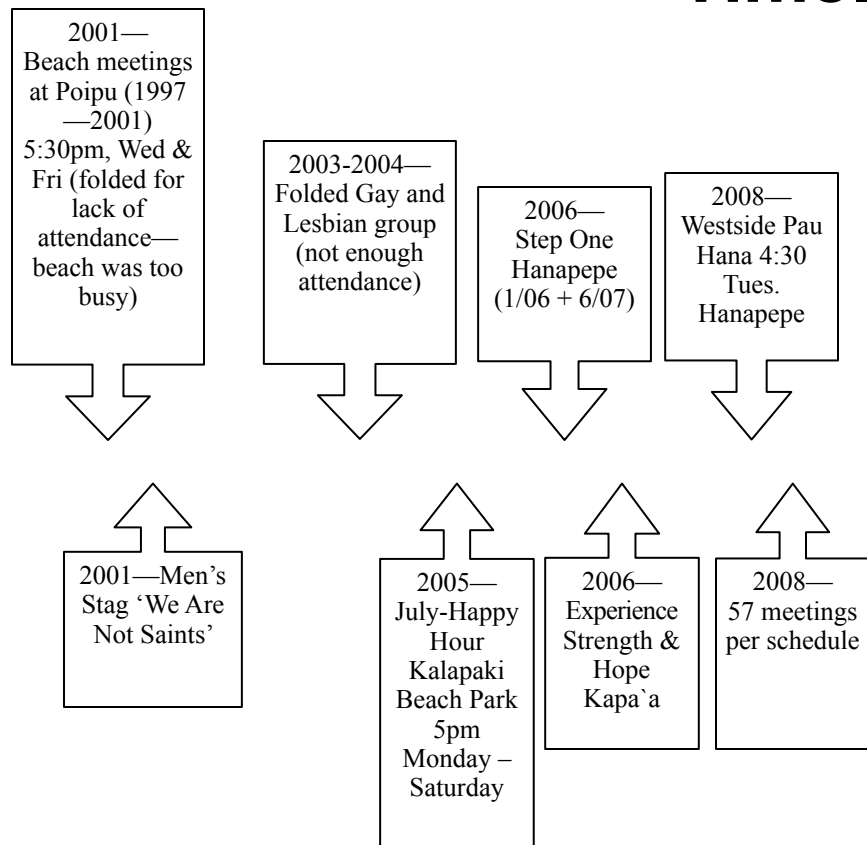 2001—
Beach meetings
at Poipu (1997
—2001)
5:30pm, Wed &
Fri (folded for
lack of
attendance—
beach was too
busy)
2003-2004—
Folded Gay and
Lesbian group
(not enough
attendance)
2006—
Step One
Hanapepe
(1/06 + 6/07)
2008—
Westside Pau
Hana 4:30
Tues.
Hanapepe
2001—Men’s
Stag ‘We Are
Not Saints’
2005—
July-Happy
Hour
Kalapaki
Beach Park
5pm
Monday –
Saturday
2006—
Experience
Strength &
Hope
Kapa`a
2008—
57 meetings
per schedule